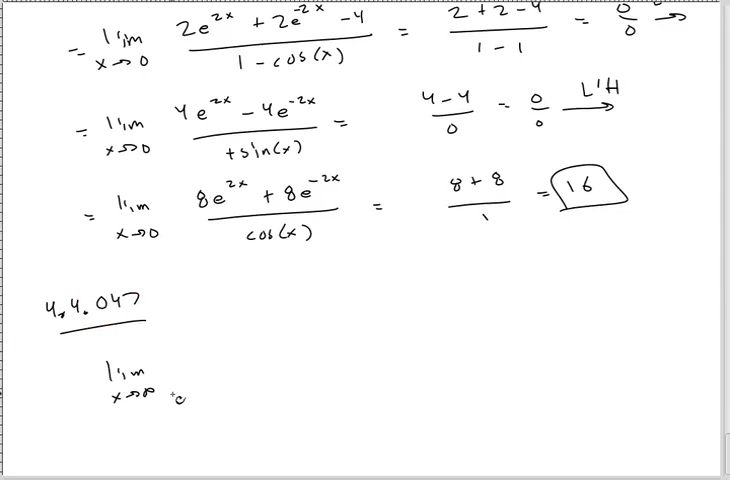 = lim x→0 (2e^{2x} + 2e^{-2x} - 4)/(1 - cos(x)) = (2 + 2 - 4)/(1 - 1) = 0/0 →
= lim x→0 (4e^{2x} - 4e^{-2x})/(+sin(x)) = (4 - 4)/0 = 0/0 L'H →
= lim x→0 (8e^{2x} + 8e^{-2x})/(cos(x)) = (8 + 8)/1 = 16
4.4.047
lim x→∞